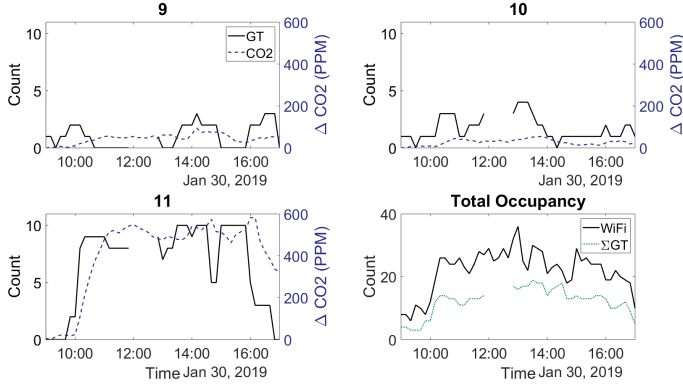 9
10
5
0
Count
GT
CO2
600
400
200
0
Δ CO2 (PPM)
10:00 12:00 14:00 16:00
Jan 30, 2019
10
10
5
0
Count
600
400
200
0
Δ CO2 (PPM)
10:00 12:00 14:00 16:00
Jan 30, 2019
11
10
5
0
Count
600
400
200
0
Δ CO2 (PPM)
10:00 12:00 14:00 16:00
Time Jan 30, 2019
Total Occupancy
40
20
0
Count
WiFi
ΣGT
10:00 12:00 14:00 16:00
Time Jan 30, 2019